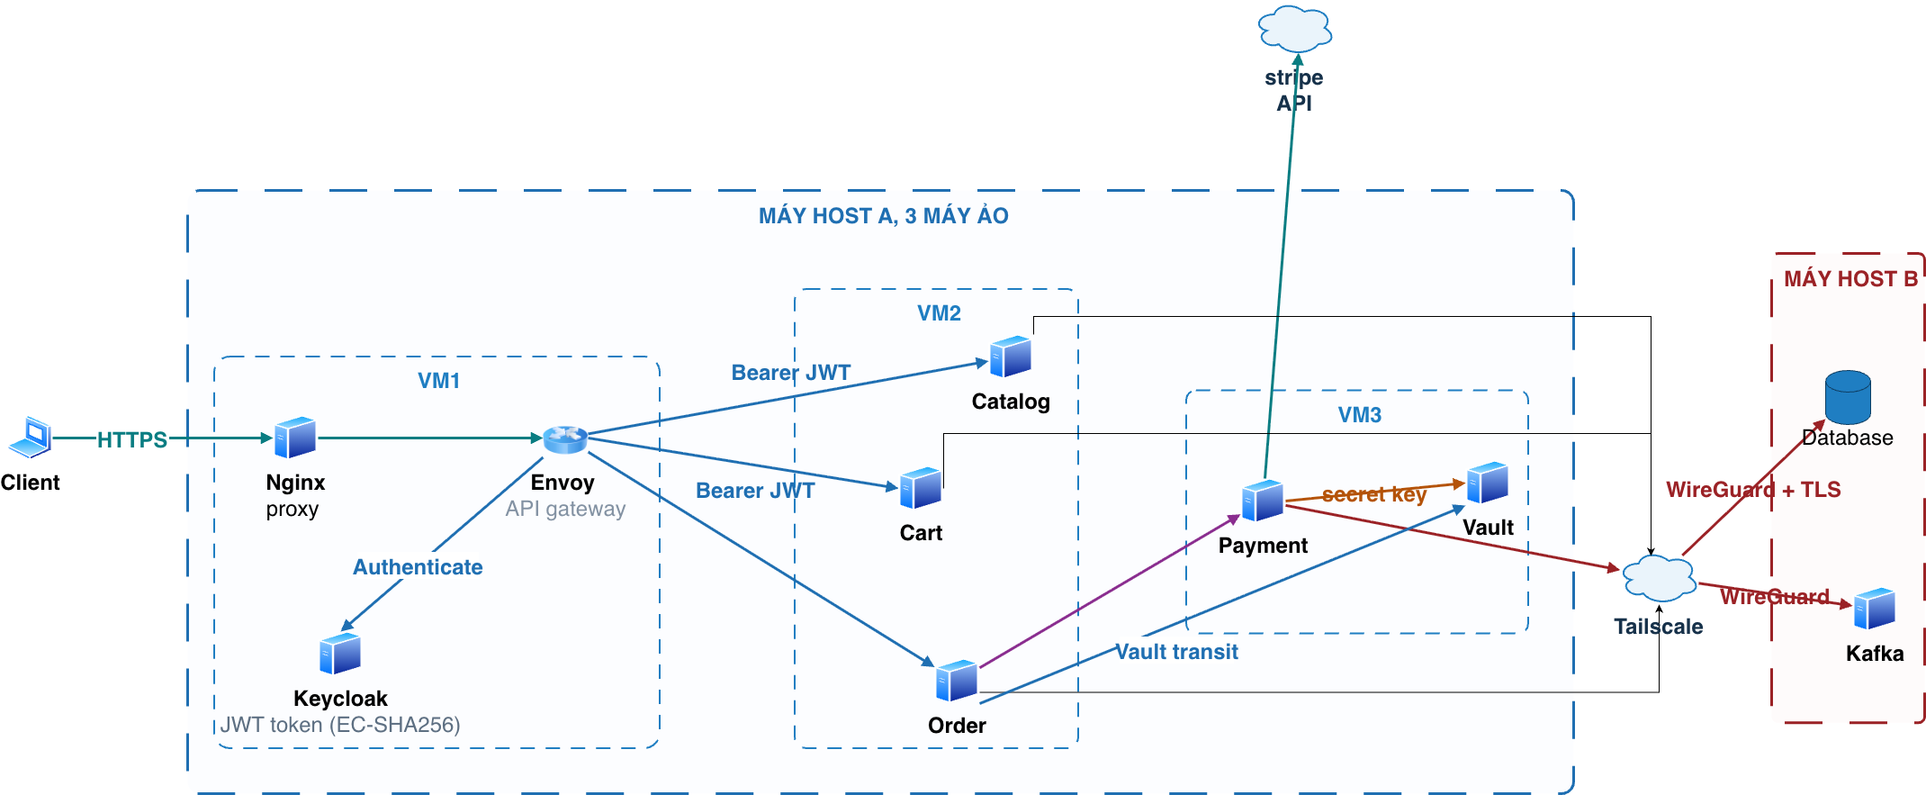 stripe
API
MÁY HOST A, 3 MÁY ẢO
MÁY HOST B
VM2
VM1
Bearer JWT
Catalog
VM3
Database
HTTPS
Client
Nginx
proxy
Envoy
API gateway
Bearer JWT
Cart
secret key
Payment
Vault
WireGuard + TLS
Authenticate
WireGuard
Tailscale
Vault transit
Kafka
Keycloak
JWT token (EC-SHA256)
Order